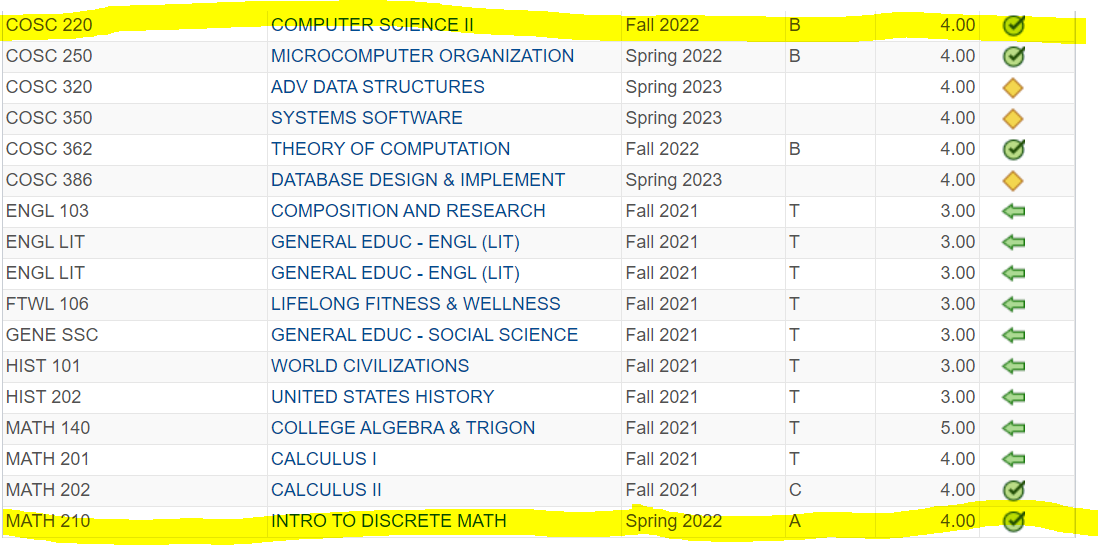 COSC 220 COMPUTER SCIENCE II Fall 2022 B 4.00
COSC 250 MICROCOMPUTER ORGANIZATION Spring 2022 B 4.00
COSC 320 ADV DATA STRUCTURES Spring 2023 4.00
COSC 350 SYSTEMS SOFTWARE Spring 2023 4.00
COSC 362 THEORY OF COMPUTATION Fall 2022 B 4.00
COSC 386 DATABASE DESIGN & IMPLEMENT Spring 2023 4.00
ENGL 103 COMPOSITION AND RESEARCH Fall 2021 T 3.00
ENGL LIT GENERAL EDUC - ENGL (LIT) Fall 2021 T 3.00
ENGL LIT GENERAL EDUC - ENGL (LIT) Fall 2021 T 3.00
FTWL 106 LIFELONG FITNESS & WELLNESS Fall 2021 T 3.00
GENE SSC GENERAL EDUC - SOCIAL SCIENCE Fall 2021 T 3.00
HIST 101 WORLD CIVILIZATIONS Fall 2021 T 3.00
HIST 202 UNITED STATES HISTORY Fall 2021 T 3.00
MATH 140 COLLEGE ALGEBRA & TRIGON Fall 2021 T 5.00
MATH 201 CALCULUS I Fall 2021 T 4.00
MATH 202 CALCULUS II Fall 2021 C 4.00
MATH 210 INTRO TO DISCRETE MATH Spring 2022 A 4.00